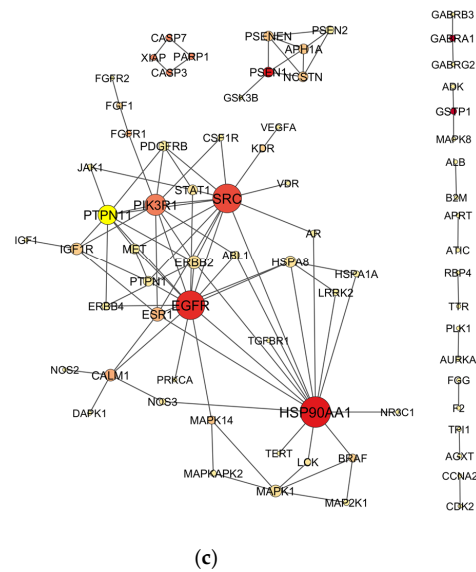 GABRB3
CASP7
PSENEN
PSEN2
GABRA1
XIAP
PARP1
APH1A
CASP3
PSEN1
NCSTN
GABRG2
FGFR2
GSK3B
ADK
FGF1
GSTP1
VEGFA
FGFR1
CSF1R
MAPK8
PDGFRB
KDR
JAK1
ALB
STAT1
VDR
PIK3R1
SRC
B2M
PTPN11
APRT
IGF1
IGF1R
MET
AR
ATIC
ERBB2
ABL1
HSPA8
HSPA1A
RBP4
PTPN1
LRRK2
ERBB4
EGFR
TTR
ESR1
PLK1
TGFBR1
AURKA
NOS2
CALM1
PRKCA
FGG
NOS3
HSP90AA1
NR3C1
F2
DAPK1
MAPK14
TPI1
TERT
LCK
BRAF
AGXT
MAPKAPK2
CCNA2
MAPK1
MAP2K1
CDK2
(c)